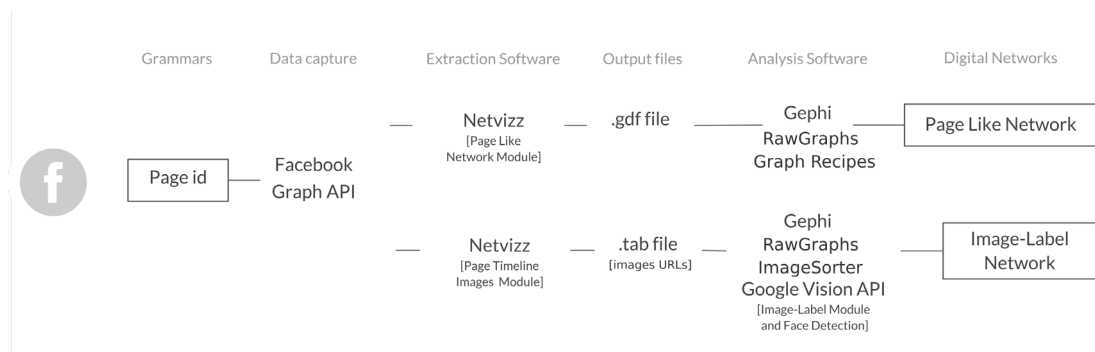 Grammars
Data capture
Extraction Software
Output files
Analysis Software
Digital Networks
f
Page id
Facebook
Graph API
Netvizz
[Page Like
Network Module]
.gdf file
Gephi
RawGraphs
Graph Recipes
Page Like Network
Netvizz
[Page Timeline
Images Module]
.tab file
[images URLs]
Gephi
RawGraphs
ImageSorter
Google Vision API
[Image-Label Module
and Face Detection]
Image-Label
Network